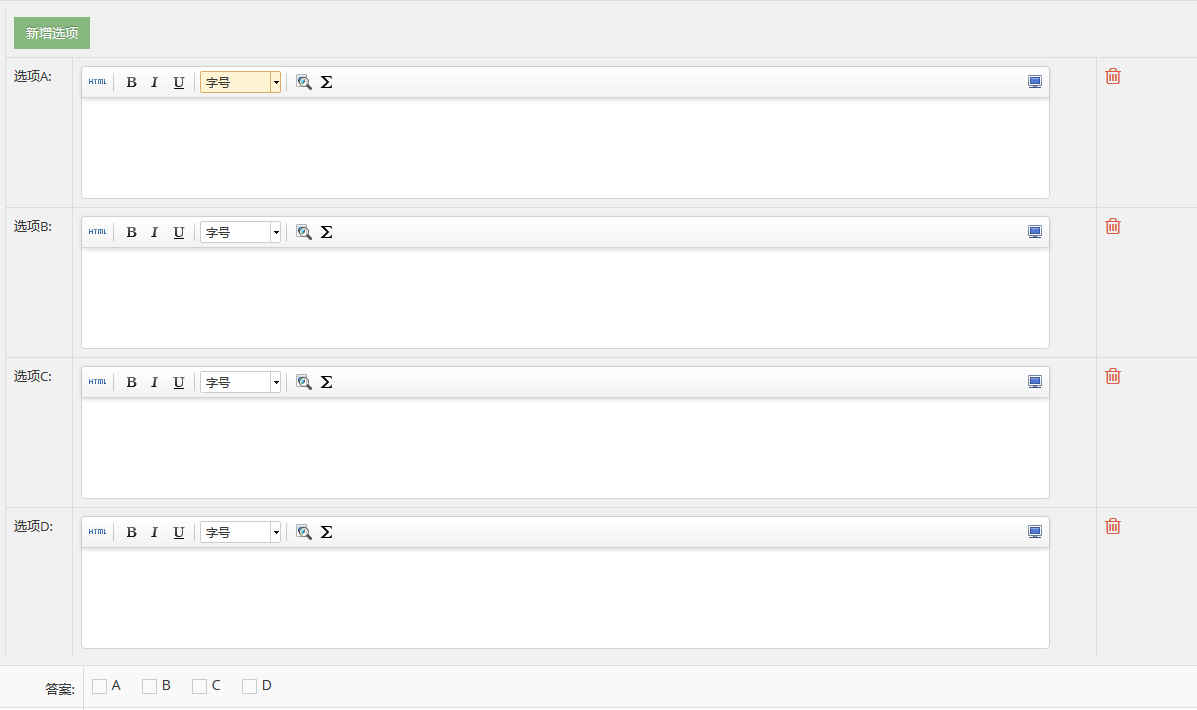 新增选项
选项A:
HTML B I U 字号 Σ
选项B:
HTML B I U 字号 Σ
选项C:
HTML B I U 字号 Σ
选项D:
HTML B I U 字号 Σ
答案: A B C D